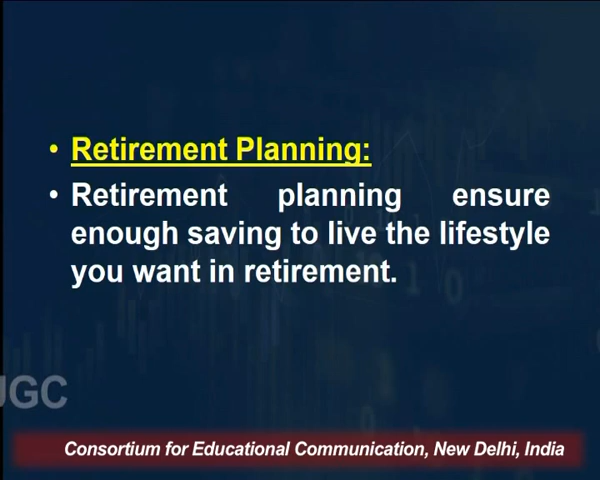 • Retirement Planning:
• Retirement planning ensure
enough saving to live the lifestyle
you want in retirement.
UGC
Consortium for Educational Communication, New Delhi, India